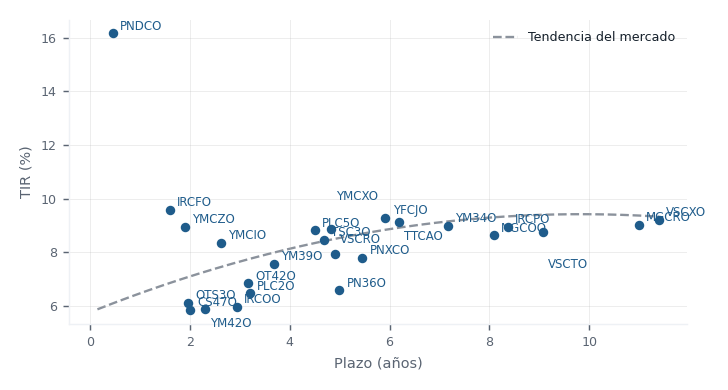 PNDCO
Tendencia del mercado
16
14
12
10
8
6
TIR (%)
YMCXO
IRCFO
YFCJO
VSCXO
YMCZO
PLC5O
YM34O
IRCPO
MGCRO
YMCIO
TSC3O
VSCRO
TTCAO
MGCOO
YM39O
PNXCO
VSCTO
OT42O
PLC2O
PN36O
OTS3O
CS47O
IRCOO
YM42O
0
2
4
6
8
10
Plazo (años)